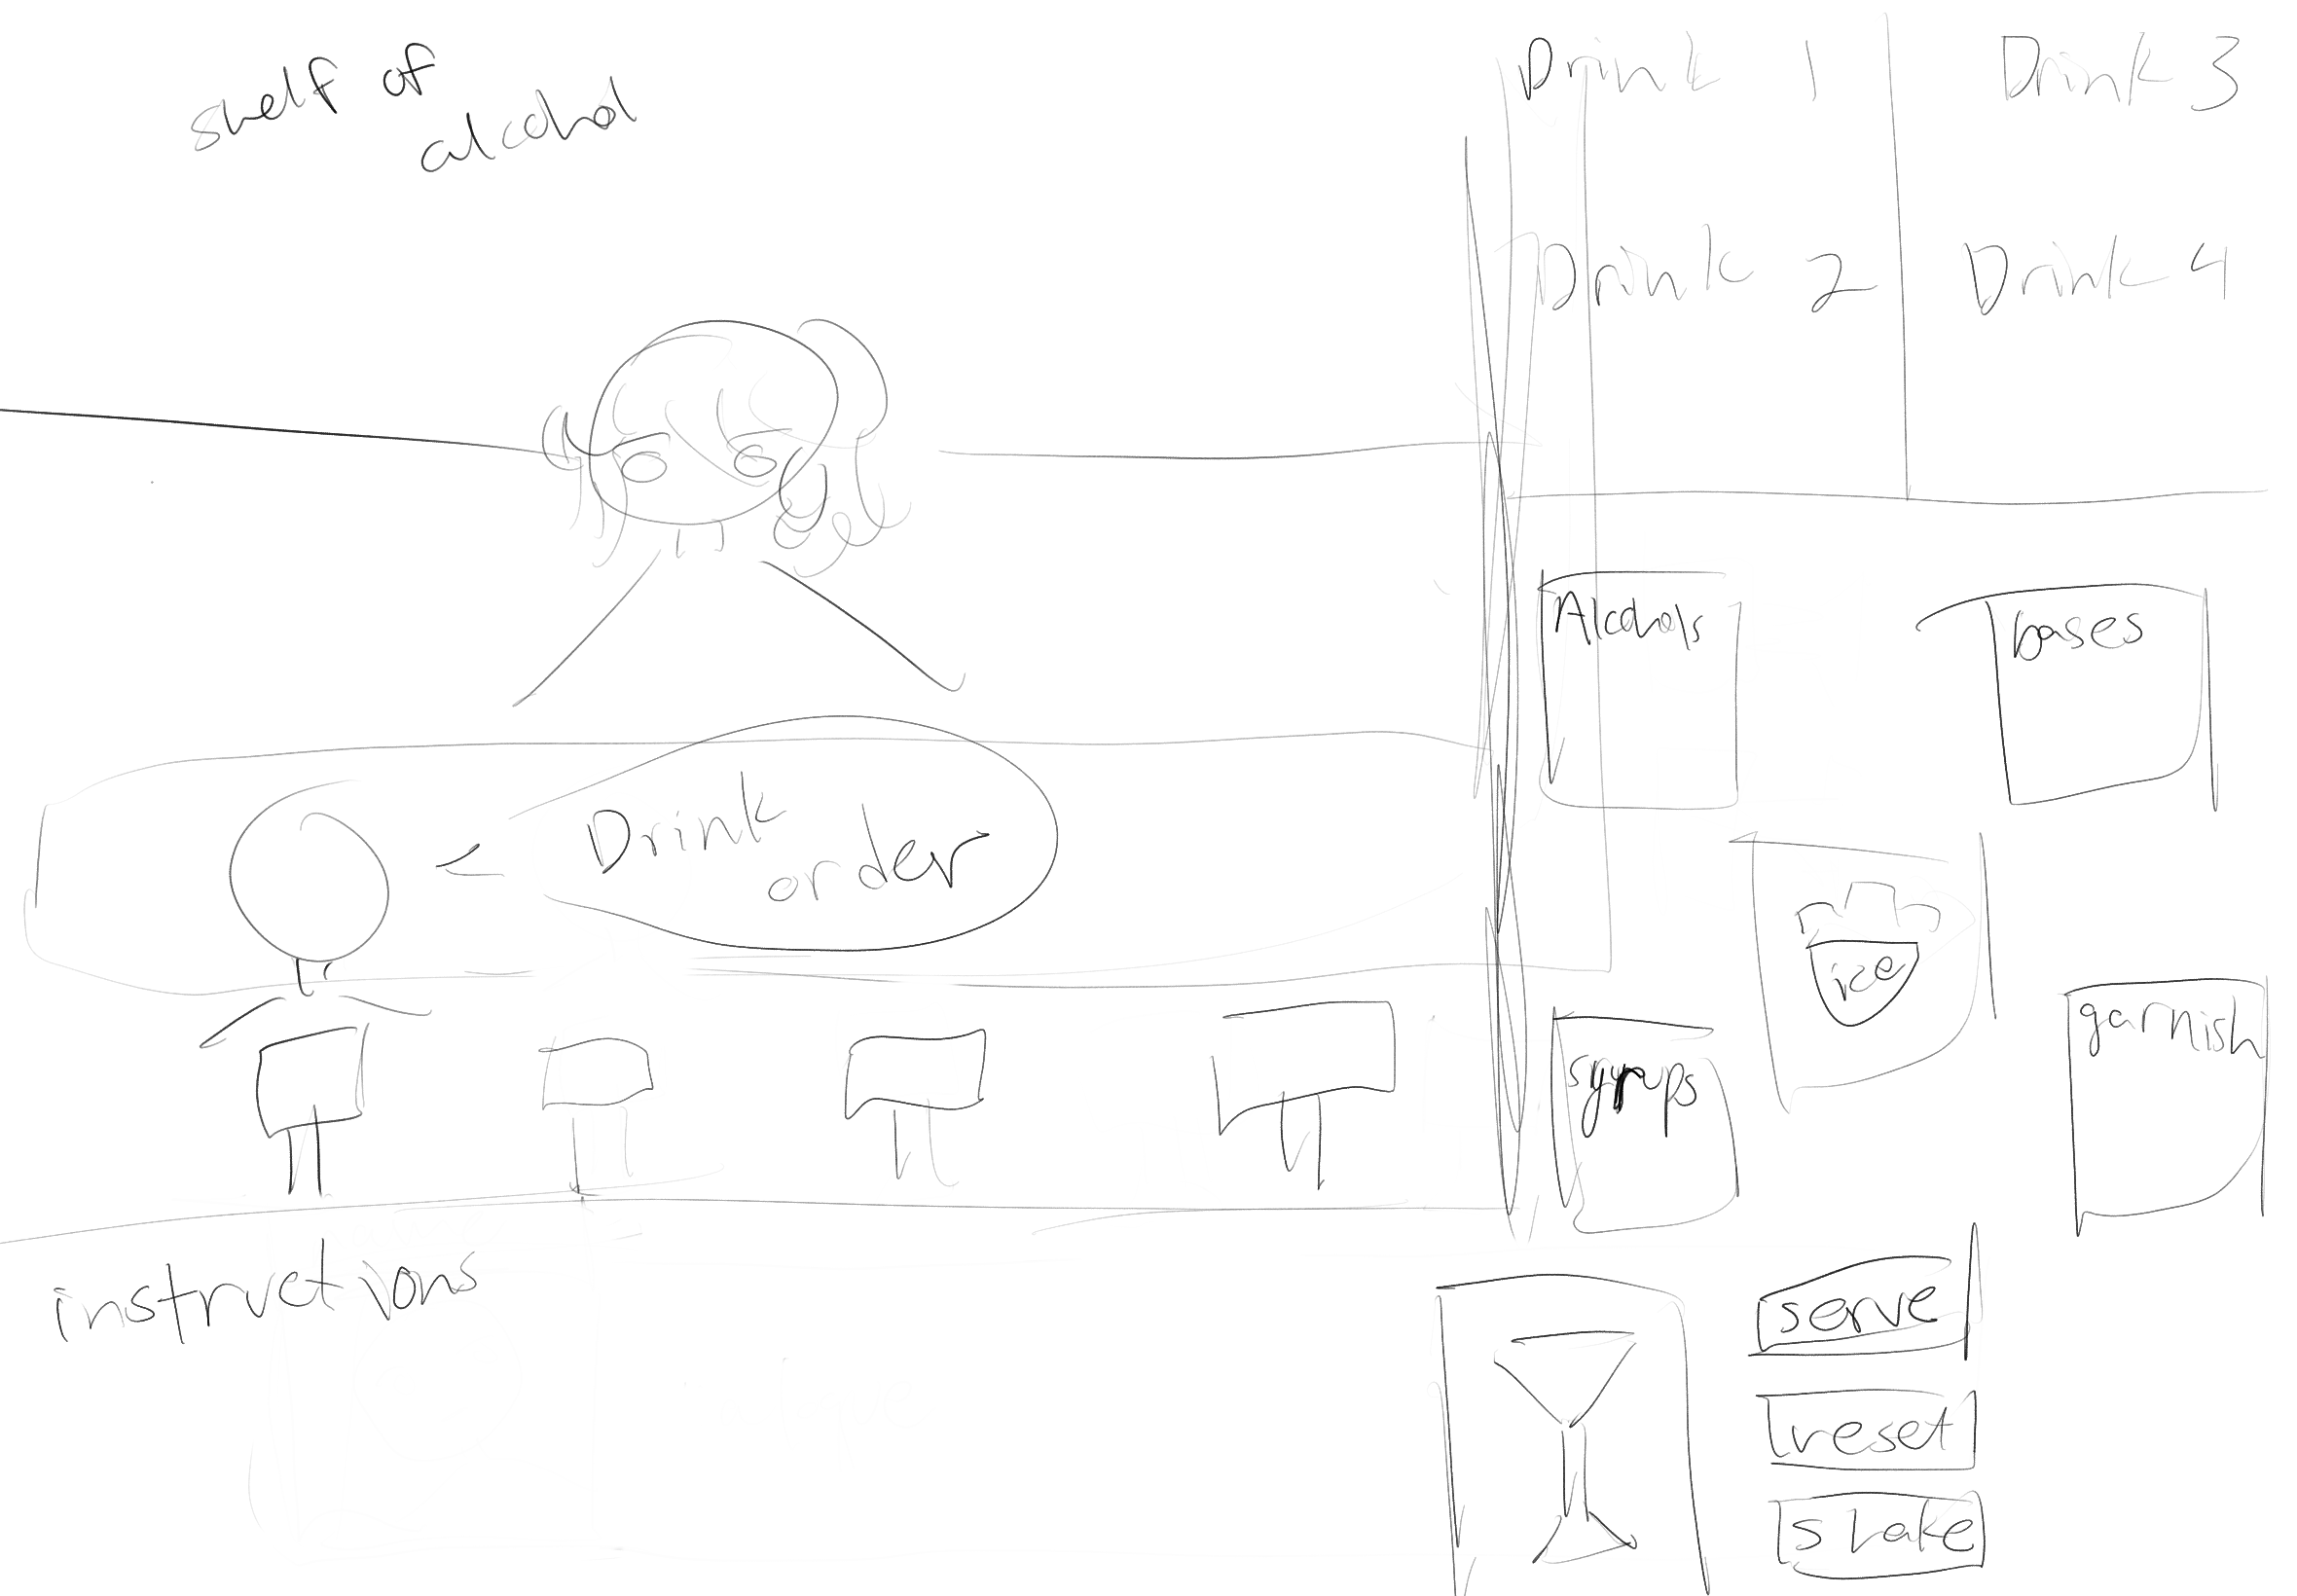 shelf of
alcohol
Drink 1
Drink 3
Drink 2
Drink 4
Alcohols
bases
Drink
order
ice
garnish
syrups
instructions
serve
reset
shake